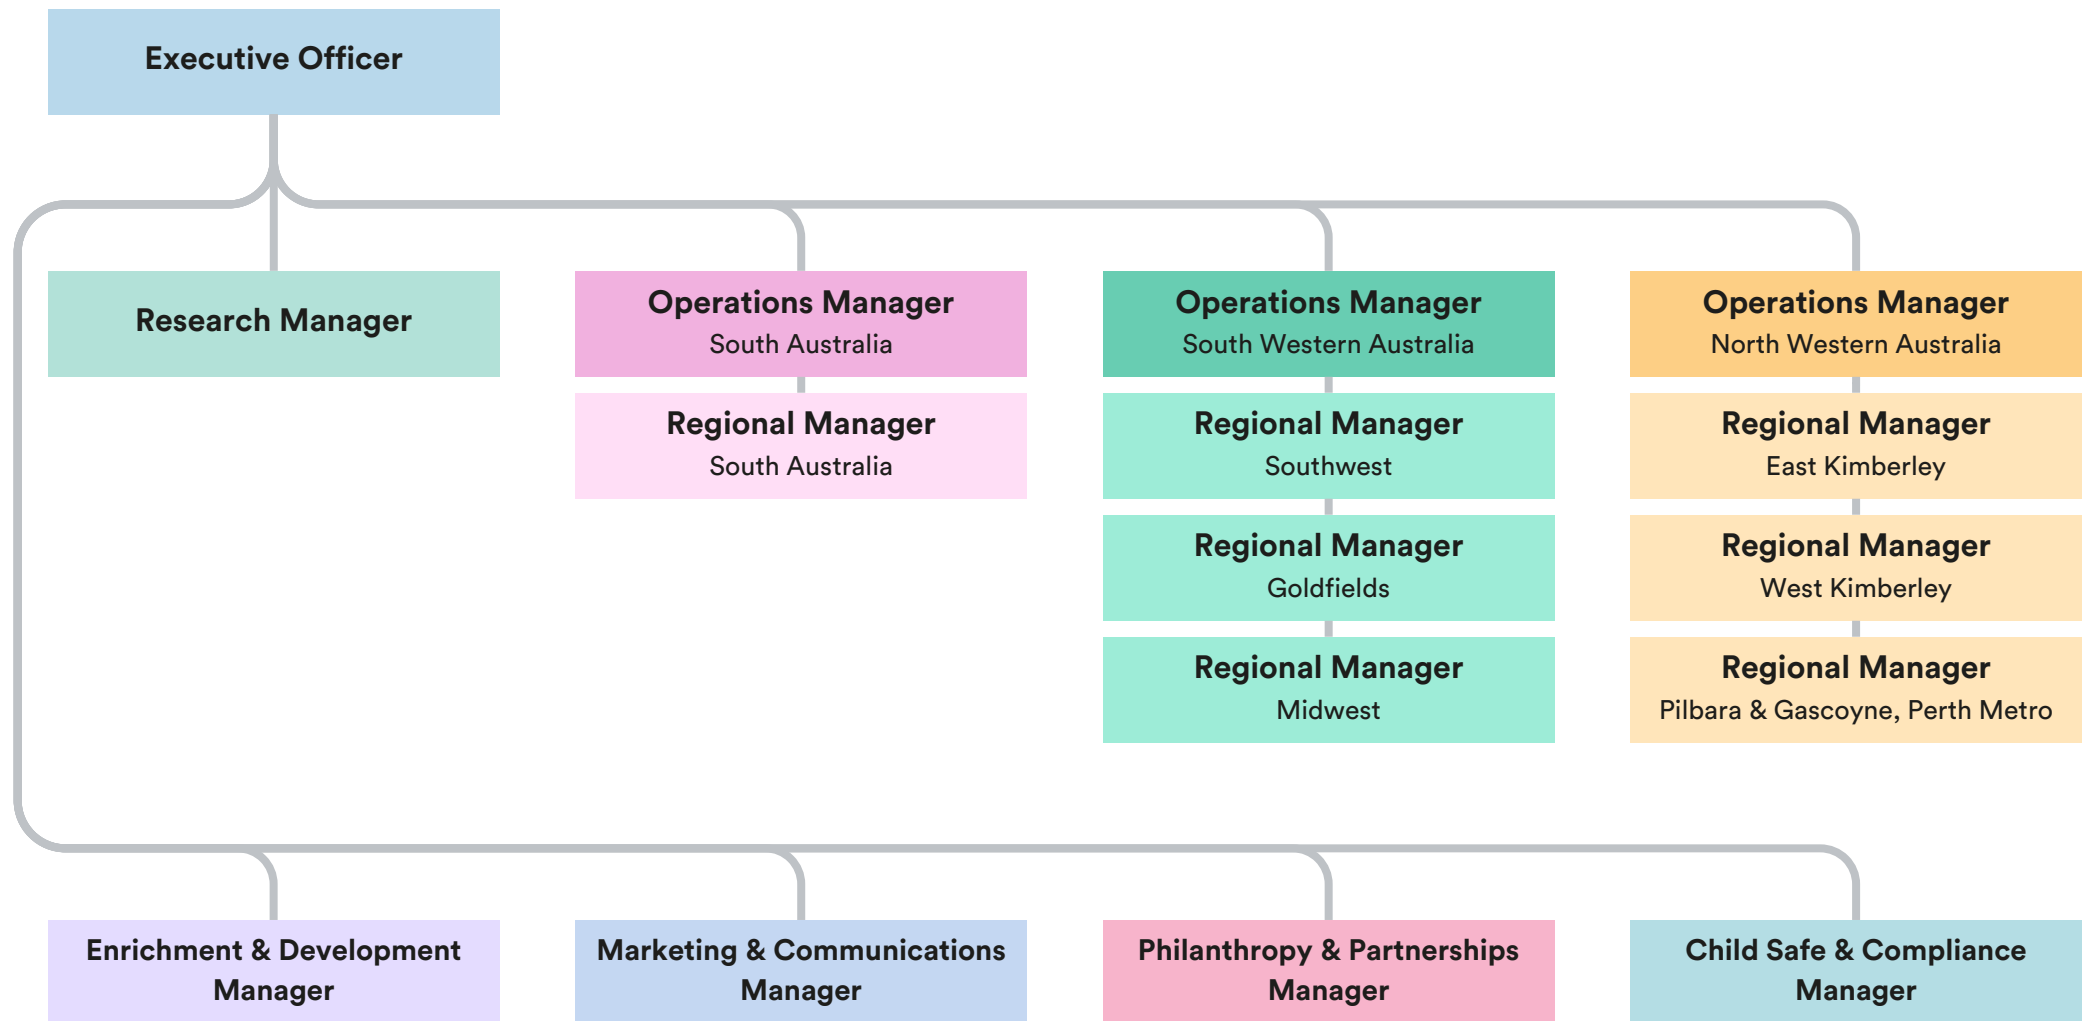 Executive Officer
Research Manager
Operations Manager
South Australia
Regional Manager
South Australia
Operations Manager
South Western Australia
Regional Manager
Southwest
Regional Manager
Goldfields
Regional Manager
Midwest
Operations Manager
North Western Australia
Regional Manager
East Kimberley
Regional Manager
West Kimberley
Regional Manager
Pilbara & Gascoyne, Perth Metro
Enrichment & Development
Manager
Marketing & Communications
Manager
Philanthropy & Partnerships
Manager
Child Safe & Compliance
Manager